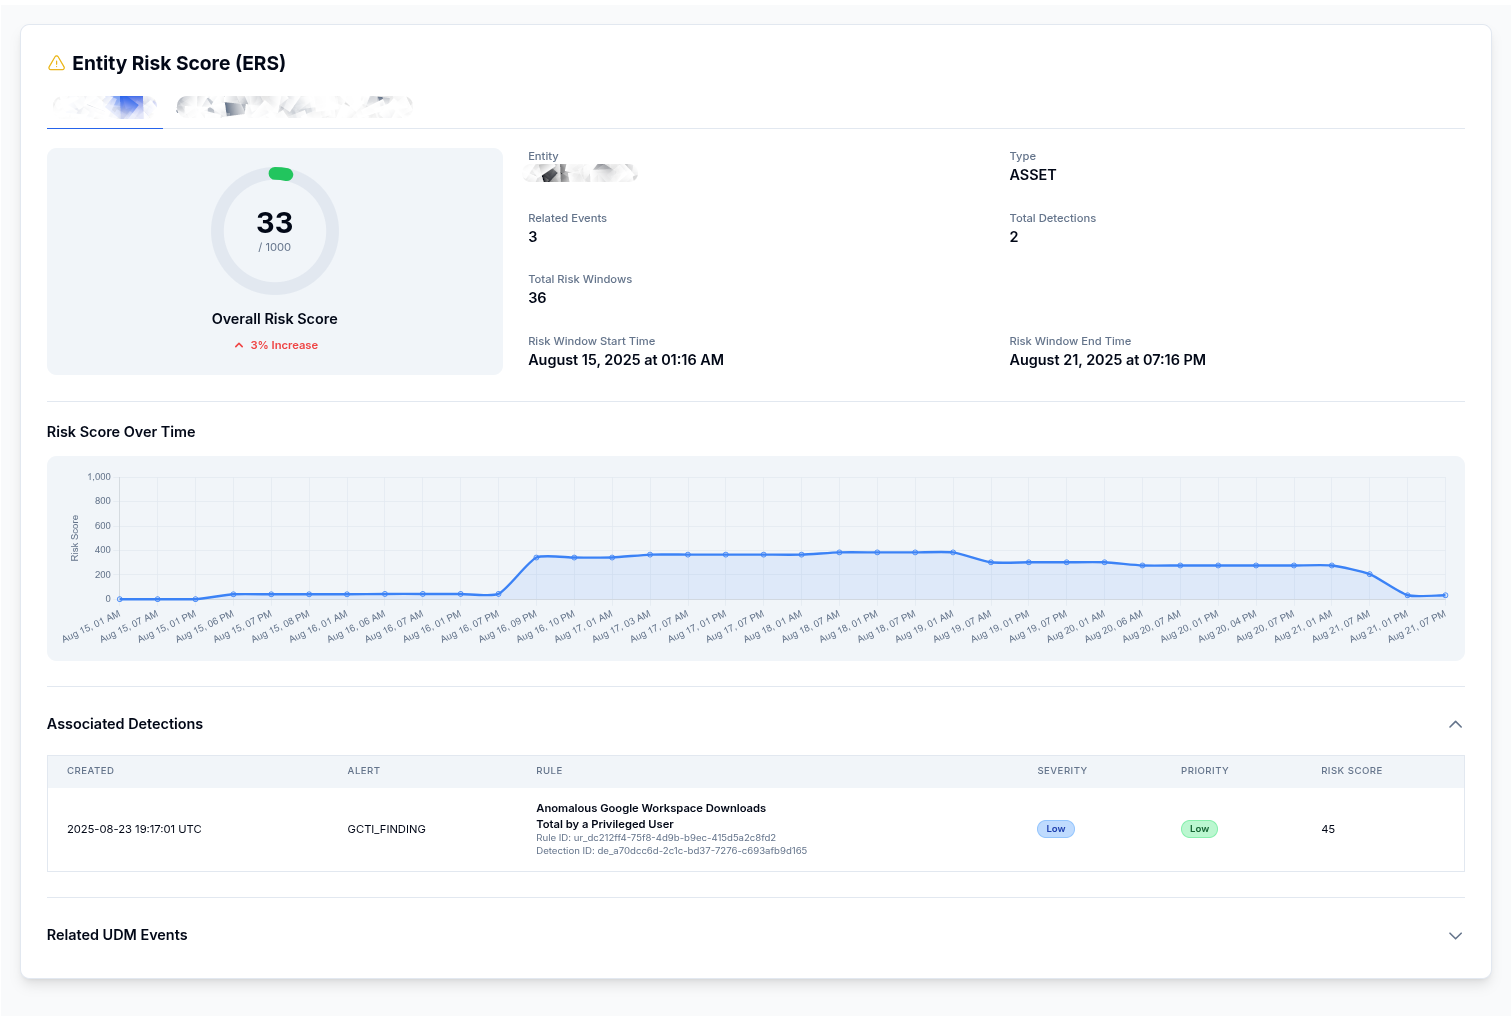 Entity Risk Score (ERS)
33
/ 1000
Overall Risk Score
3% Increase
Entity
Type
ASSET
Related Events
3
Total Detections
2
Total Risk Windows
36
Risk Window Start Time
August 15, 2025 at 01:16 AM
Risk Window End Time
August 21, 2025 at 07:16 PM
Risk Score Over Time
Risk Score
1,000
800
600
400
200
0
Aug 15, 01 AM
Aug 15, 07 AM
Aug 15, 01 PM
Aug 15, 06 PM
Aug 15, 07 PM
Aug 15, 08 PM
Aug 16, 01 AM
Aug 16, 06 AM
Aug 16, 07 AM
Aug 16, 01 PM
Aug 16, 07 PM
Aug 16, 09 PM
Aug 16, 10 PM
Aug 17, 01 AM
Aug 17, 03 AM
Aug 17, 07 AM
Aug 17, 01 PM
Aug 17, 07 PM
Aug 18, 01 AM
Aug 18, 07 AM
Aug 18, 01 PM
Aug 18, 07 PM
Aug 19, 01 AM
Aug 19, 07 AM
Aug 19, 01 PM
Aug 19, 07 PM
Aug 20, 01 AM
Aug 20, 06 AM
Aug 20, 07 AM
Aug 20, 01 PM
Aug 20, 04 PM
Aug 20, 07 PM
Aug 21, 01 AM
Aug 21, 07 AM
Aug 21, 01 PM
Aug 21, 07 PM
Associated Detections
CREATED ALERT RULE SEVERITY PRIORITY RISK SCORE
2025-08-23 19:17:01 UTC
GCTI_FINDING
Anomalous Google Workspace Downloads
Total by a Privileged User
Rule ID: ur_dc212ff4-75f8-4d9b-b9ec-415d5a2c8fd2
Detection ID: de_a70dcc6d-2c1c-bd37-7276-c693afb9d165
Low
Low
45
Related UDM Events